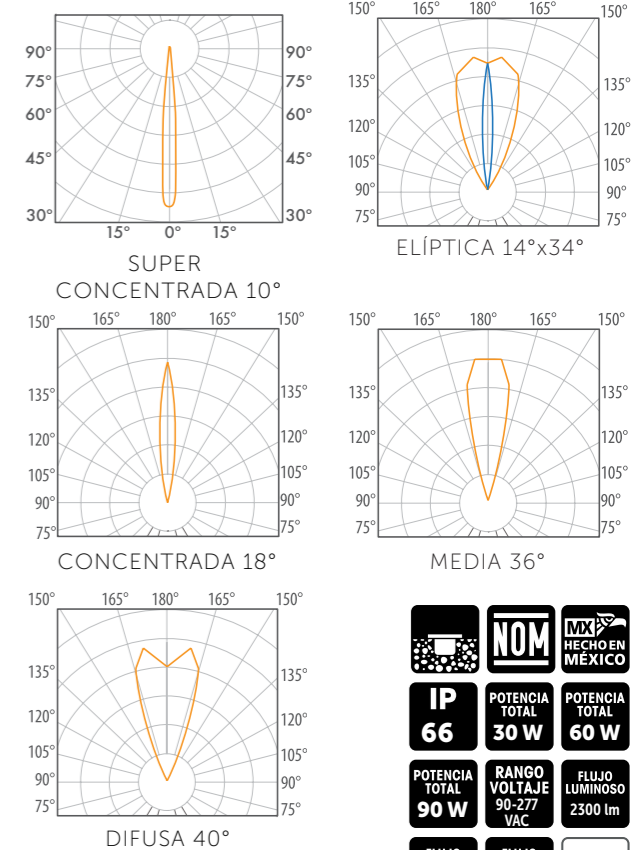 150° 165° 180° 165° 150°
90° 90°
75° 75°
60° 60°
45° 45°
30° 30°
15° 0° 15°
SUPER
CONCENTRADA 10°
135° 135°
120° 120°
105° 105°
90° 90°
75° 75°
ELÍPTICA 14°x34°
150° 165° 180° 165° 150°
135° 135°
120° 120°
105° 105°
90° 90°
75° 75°
CONCENTRADA 18°
150° 165° 180° 165° 150°
135° 135°
120° 120°
105° 105°
90° 90°
75° 75°
MEDIA 36°
150° 165° 180° 165° 150°
135° 135°
120° 120°
105° 105°
90° 90°
75° 75°
DIFUSA 40°
NOM
MX
HECHO EN
MÉXICO
IP
66
POTENCIA
TOTAL
30 W
POTENCIA
TOTAL
60 W
POTENCIA
TOTAL
90 W
RANGO
VOLTAJE
90-277
VAC
FLUJO
LUMINOSO
2300 lm